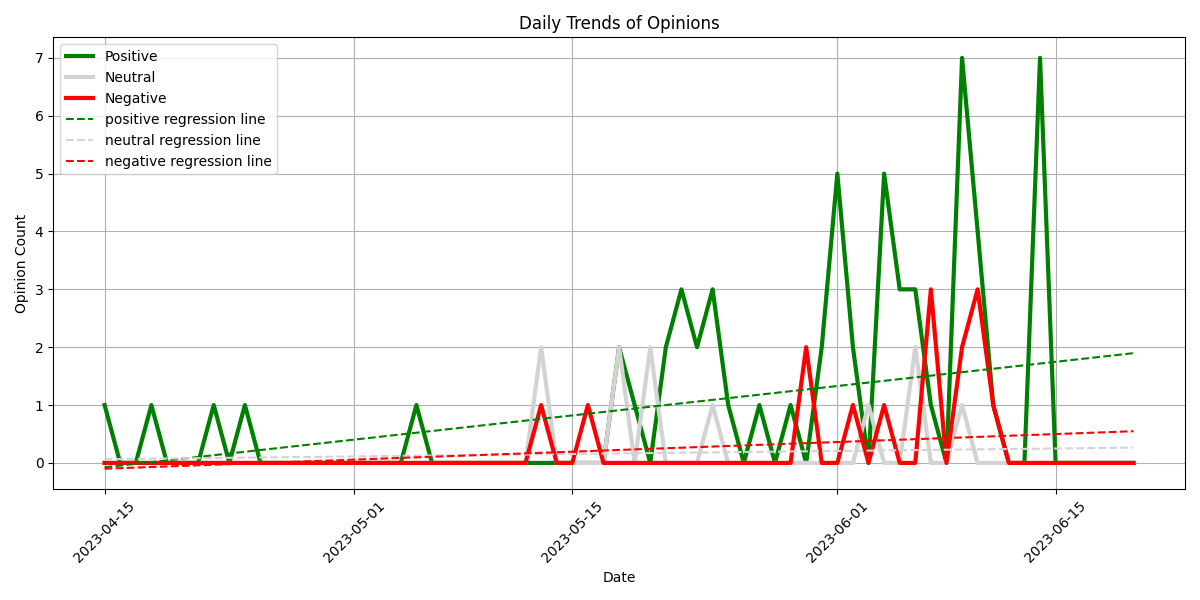 Daily Trends of Opinions
Positive
Neutral
Negative
positive regression line
neutral regression line
negative regression line
Opinion Count
7
6
5
4
3
2
1
0
2023-04-15
2023-05-01
2023-05-15
2023-06-01
2023-06-15
Date